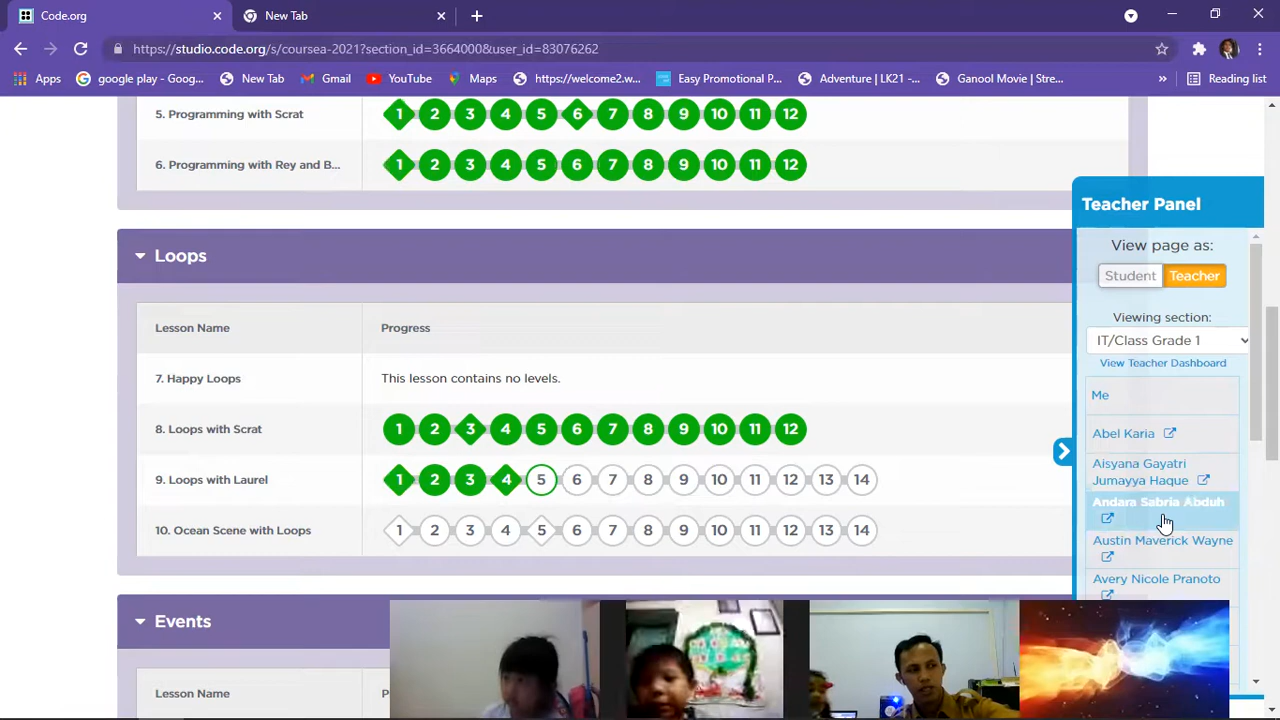 Code.org
New Tab
https://studio.code.org/s/coursea-2021?section_id=3664000&user_id=83076262
Apps
google play - Goog...
New Tab
Gmail
YouTube
Maps
https://welcome2.w...
Easy Promotional P...
Adventure | LK21 -...
Ganool Movie | Stre...
»
Reading list
5. Programming with Scrat
1 2 3 4 5 6 7 8 9 10 11 12
6. Programming with Rey and B...
1 2 3 4 5 6 7 8 9 10 11 12
Loops
Lesson Name
Progress
7. Happy Loops
This lesson contains no levels.
8. Loops with Scrat
1 2 3 4 5 6 7 8 9 10 11 12
9. Loops with Laurel
1 2 3 4 5 6 7 8 9 10 11 12 13 14
10. Ocean Scene with Loops
1 2 3 4 5 6 7 8 9 10 11 12 13 14
Events
Lesson Name
P
Teacher Panel
View page as:
Student
Teacher
Viewing section:
IT/Class Grade 1
View Teacher Dashboard
Me
Abel Karia
Aisyana Gayatri
Jumayya Haque
Andara Sabria Abduh
Austin Maverick Wayne
Avery Nicole Pranoto